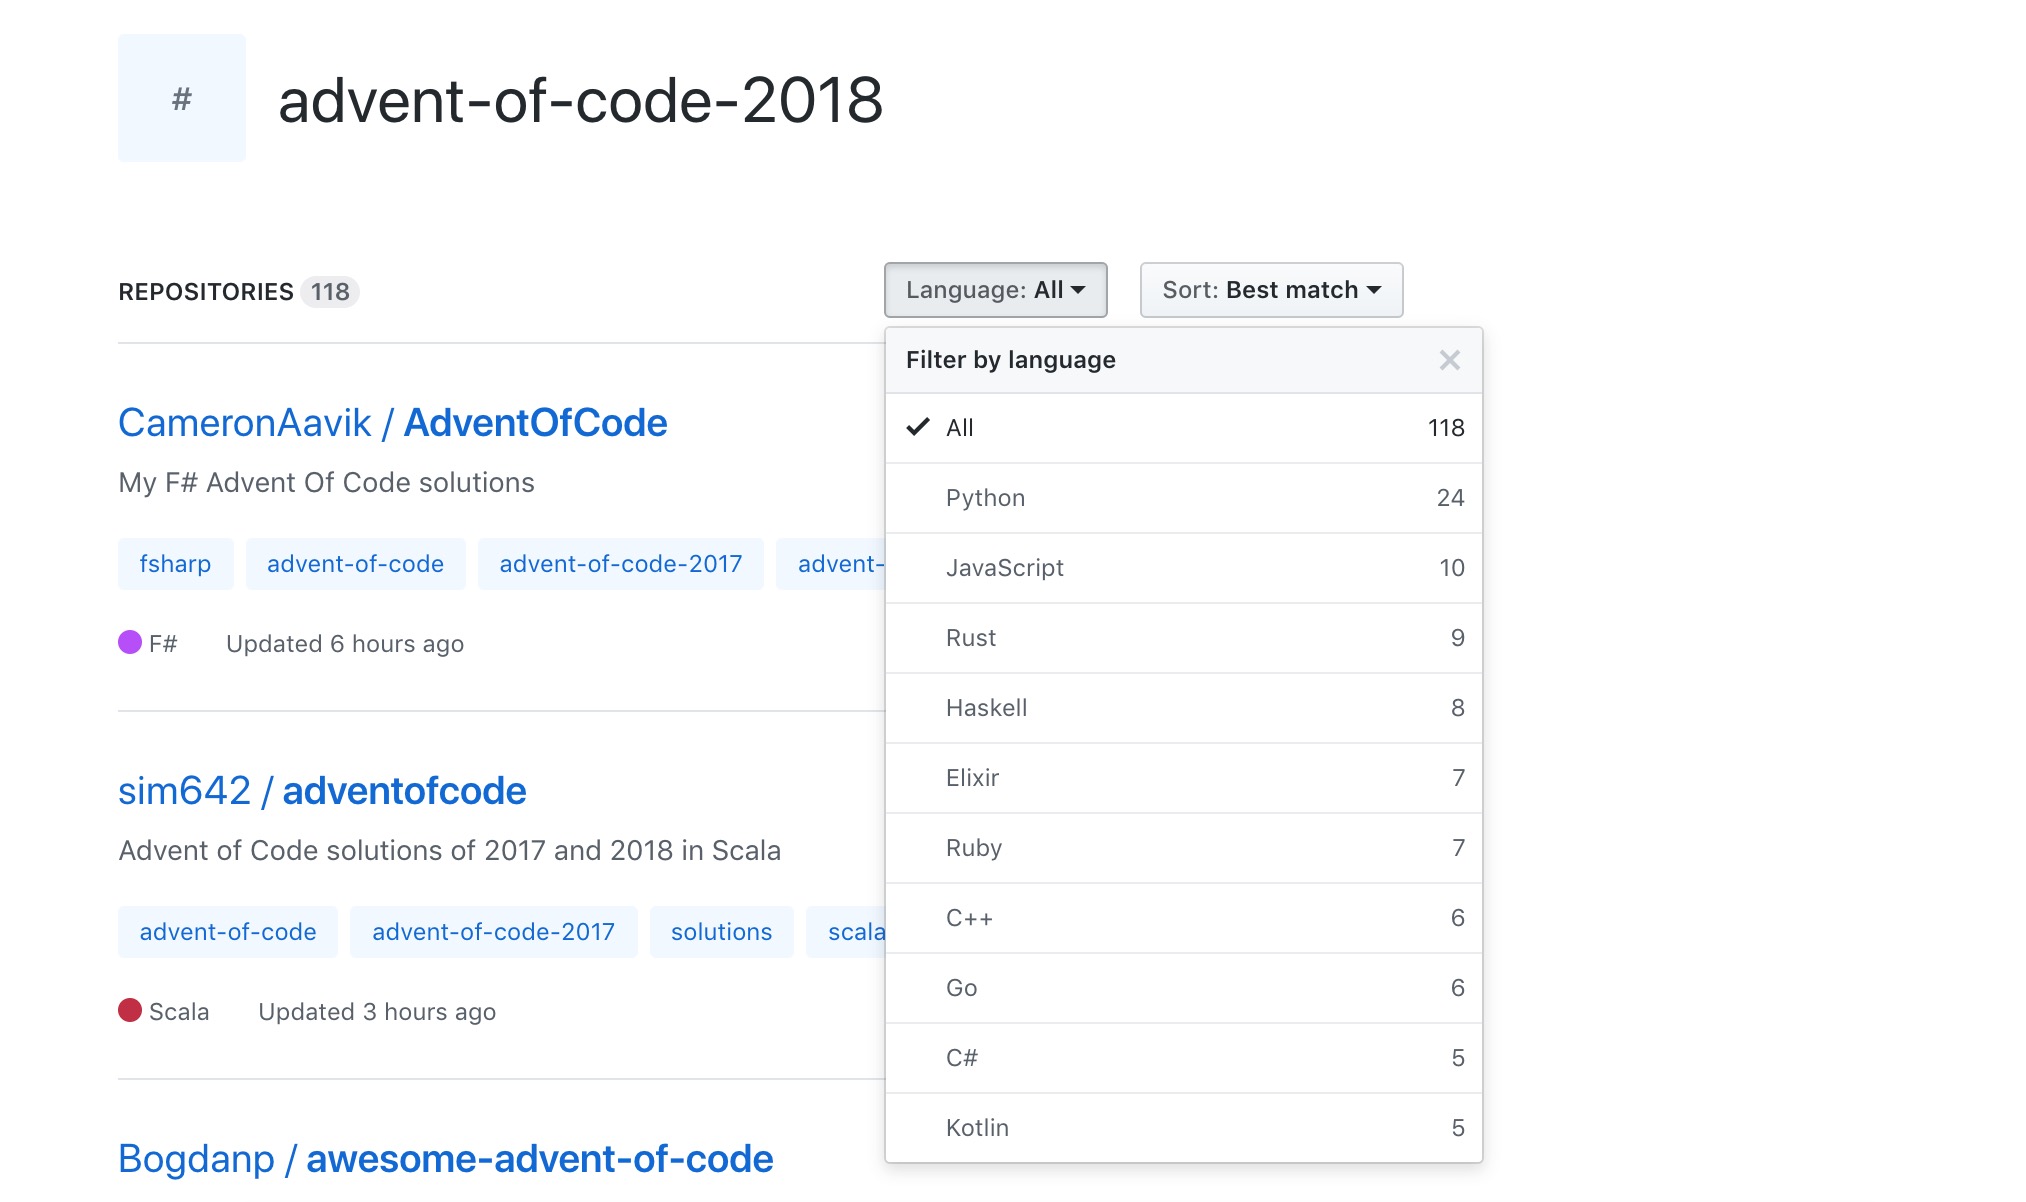 #
advent-of-code-2018
REPOSITORIES 118
Language: All
Sort: Best match
CameronAavik / AdventOfCode
My F# Advent Of Code solutions
fsharp advent-of-code advent-of-code-2017 advent-
F# Updated 6 hours ago
sim642 / adventofcode
Advent of Code solutions of 2017 and 2018 in Scala
advent-of-code advent-of-code-2017 solutions scala
Scala Updated 3 hours ago
Bogdanp / awesome-advent-of-code
Filter by language
All 118
Python 24
JavaScript 10
Rust 9
Haskell 8
Elixir 7
Ruby 7
C++ 6
Go 6
C# 5
Kotlin 5